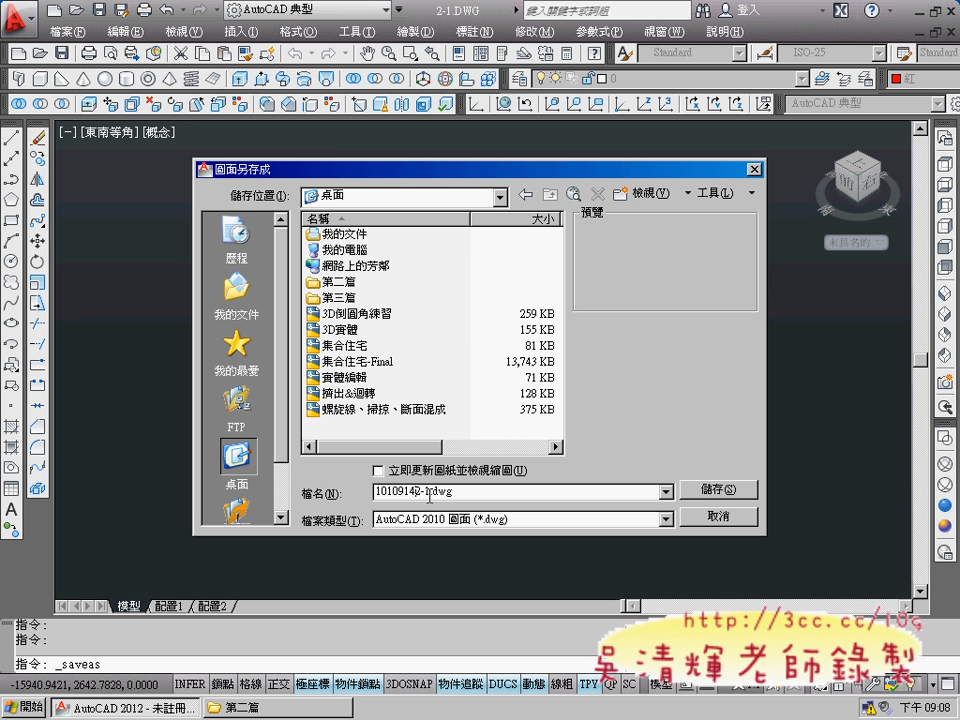 AutoCAD 典型
2-1.DWG
鍵入關鍵字或詞組
登入
檔案(F) 編輯(E) 檢視(V) 插入(I) 格式(O) 工具(T) 繪製(D) 標註(N) 修改(M) 參數式(P) 視窗(W) 說明(H)
Standard
ISO-25
Standard
0
紅
AutoCAD 典型
[-][東南等角][概念]
圖面另存成
儲存位置(I):
桌面
檢視(V)
工具(L)
名稱
大小
預覽
我的文件
我的電腦
網路上的芳鄰
第二篇
第三篇
3D倒圓角練習 259 KB
3D實體 155 KB
集合住宅 81 KB
集合住宅-Final 13,743 KB
實體編輯 71 KB
擠出&迴轉 128 KB
螺旋線、掃掠、斷面混成 375 KB
歷程
我的文件
我的最愛
FTP
桌面
立即更新圖紙並檢視縮圖(U)
檔名(N):
10109142-1.dwg
儲存(S)
檔案類型(T):
AutoCAD 2010 圖面 (*.dwg)
取消
上
前
右
南
東
未具名的
模型 / 配置1 / 配置2 /
指令:
指令:
指令: _saveas
http://3cc.cc/10g
吳清輝老師錄製
-15940.9421, 2642.7828, 0.0000
INFER 鎖點 格線 正交 極座標 物件鎖點 3DOSNAP 物件追蹤 DUCS 動態 線粗 TPY QP SC
模型
開始
AutoCAD 2012 - 未註冊...
第二篇
下午 09:08